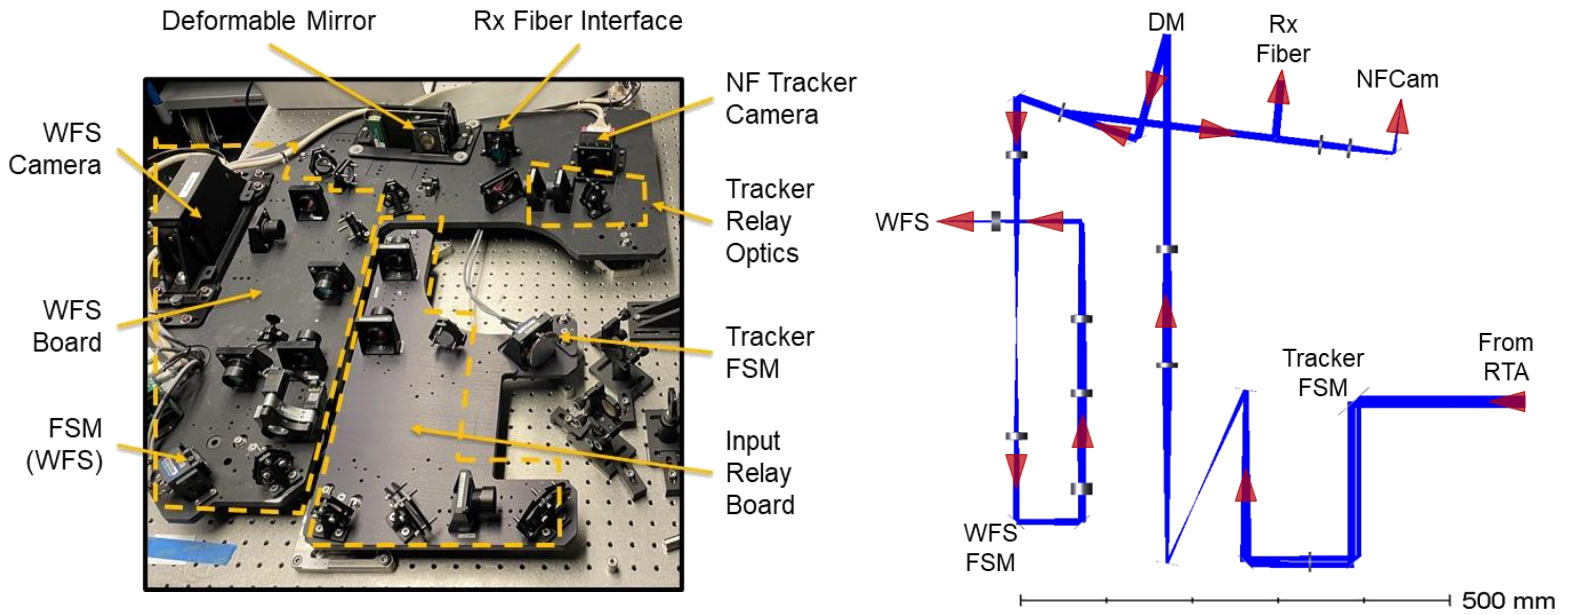 Deformable Mirror
Rx Fiber Interface
NF Tracker
Camera
WFS
Camera
Tracker
Relay
Optics
WFS
Board
Tracker
FSM
FSM
(WFS)
Input
Relay
Board
DM
Rx
Fiber
NFCam
WFS
Tracker
FSM
From
RTA
WFS
FSM
500 mm